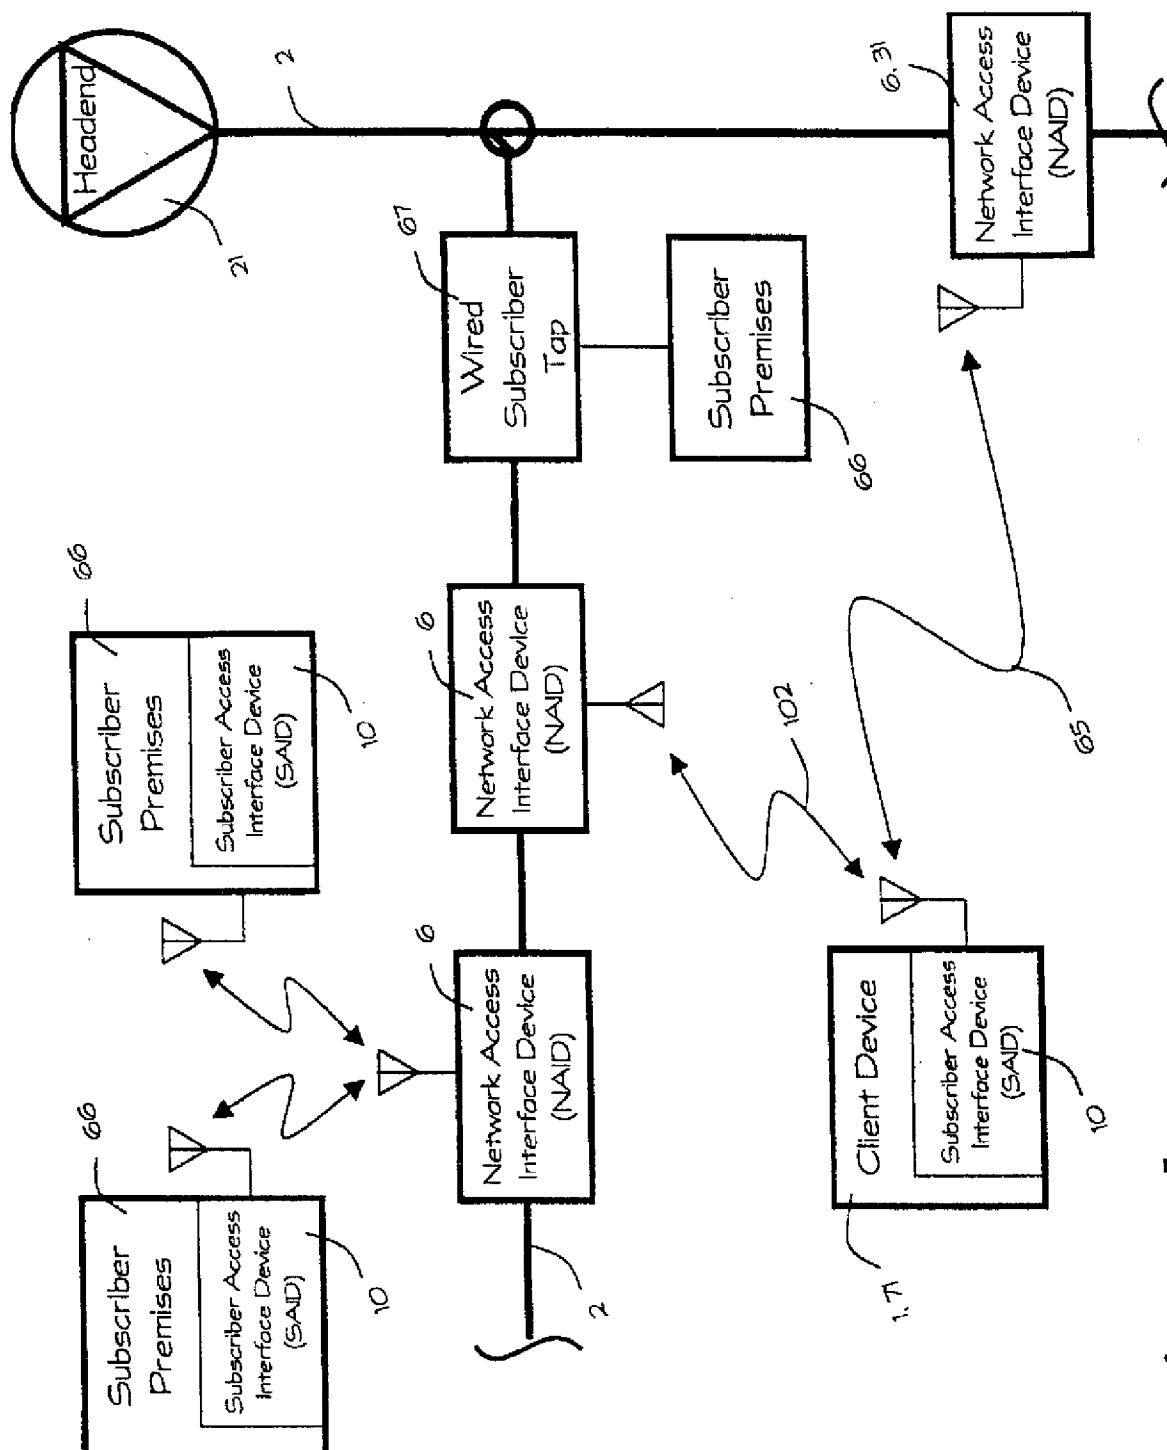 66
Subscriber
Premises
Subscriber Access
Interface Device
(SAID)
10
66
Subscriber
Premises
Subscriber Access
Interface Device
(SAID)
10
Headend
21
2
2
6
Network Access
Interface Device
(NAID)
6
Network Access
Interface Device
(NAID)
67
Wired
Subscriber
Tap
Subscriber
Premises
66
102
65
1.71
Client Device
Subscriber Access
Interface Device
(SAID)
10
6.31
Network Access
Interface Device
(NAID)